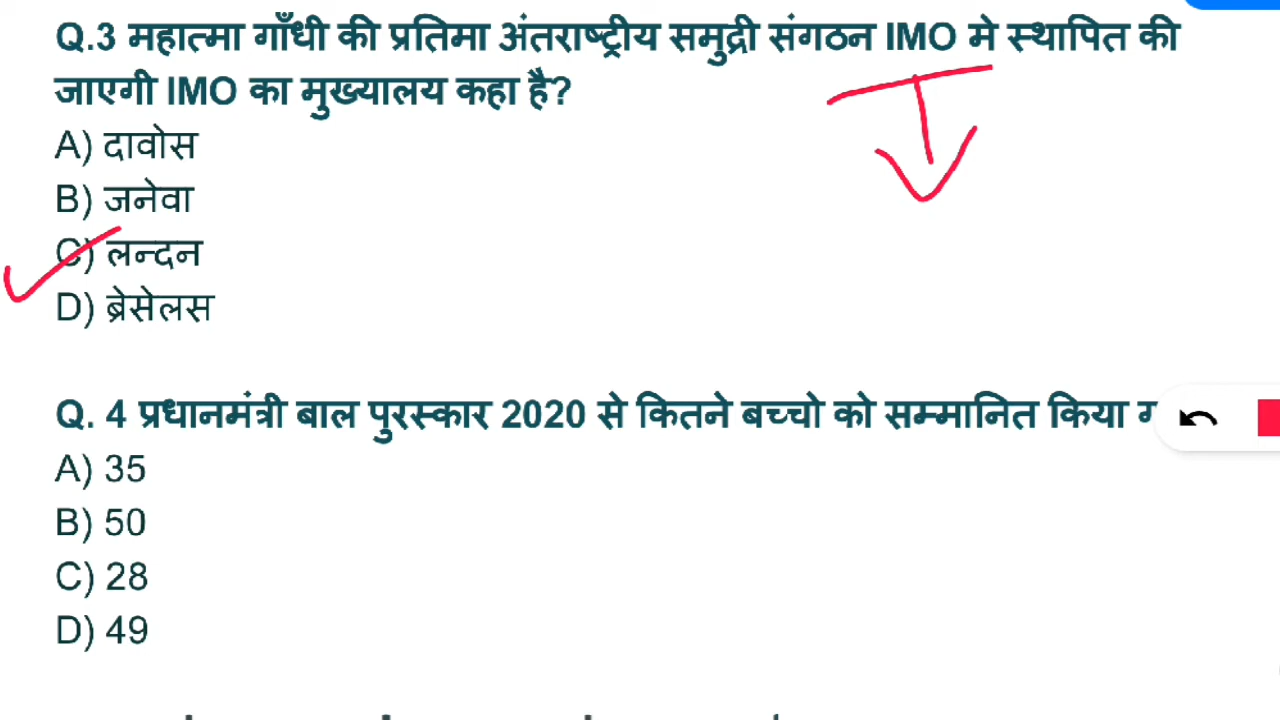 Q.3 महात्मा गाँधी की प्रतिमा अंतराष्ट्रीय समुद्री संगठन IMO मे स्थापित की
जाएगी IMO का मुख्यालय कहा है?
A) दावोस
B) जनेवा
C) लन्दन
D) ब्रेसेलस
Q. 4 प्रधानमंत्री बाल पुरस्कार 2020 से कितने बच्चो को सम्मानित किया
A) 35
B) 50
C) 28
D) 49